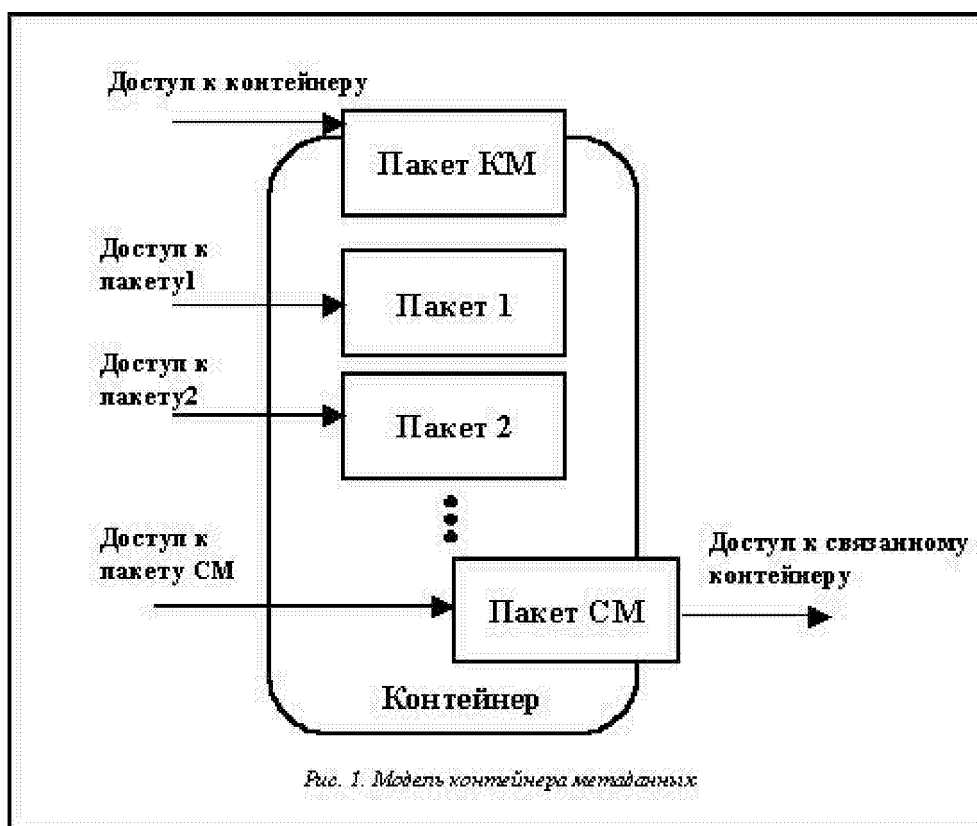 Доступ к контейнеру
Пакет КМ
Доступ к
пакету1
Пакет 1
Доступ к
пакету2
Пакет 2
Доступ к
пакету СМ
Пакет СМ
Доступ к связанному
контейнеру
Контейнер
Рис. 1. Модель контейнера метаданных